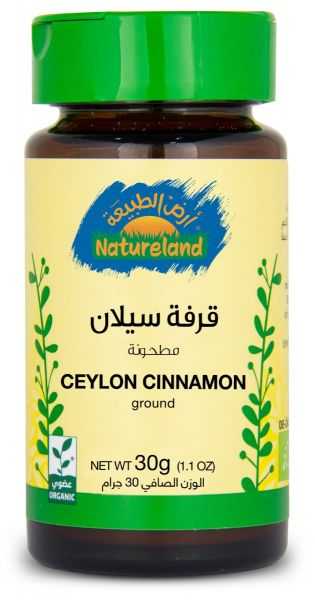 أرض الطبيعة
Natureland
قرفة سيلان
مطحونة
CEYLON CINNAMON
ground
NET WT 30g (1.1 OZ)
الوزن الصافي 30 جرام
عضوي
ORGANIC